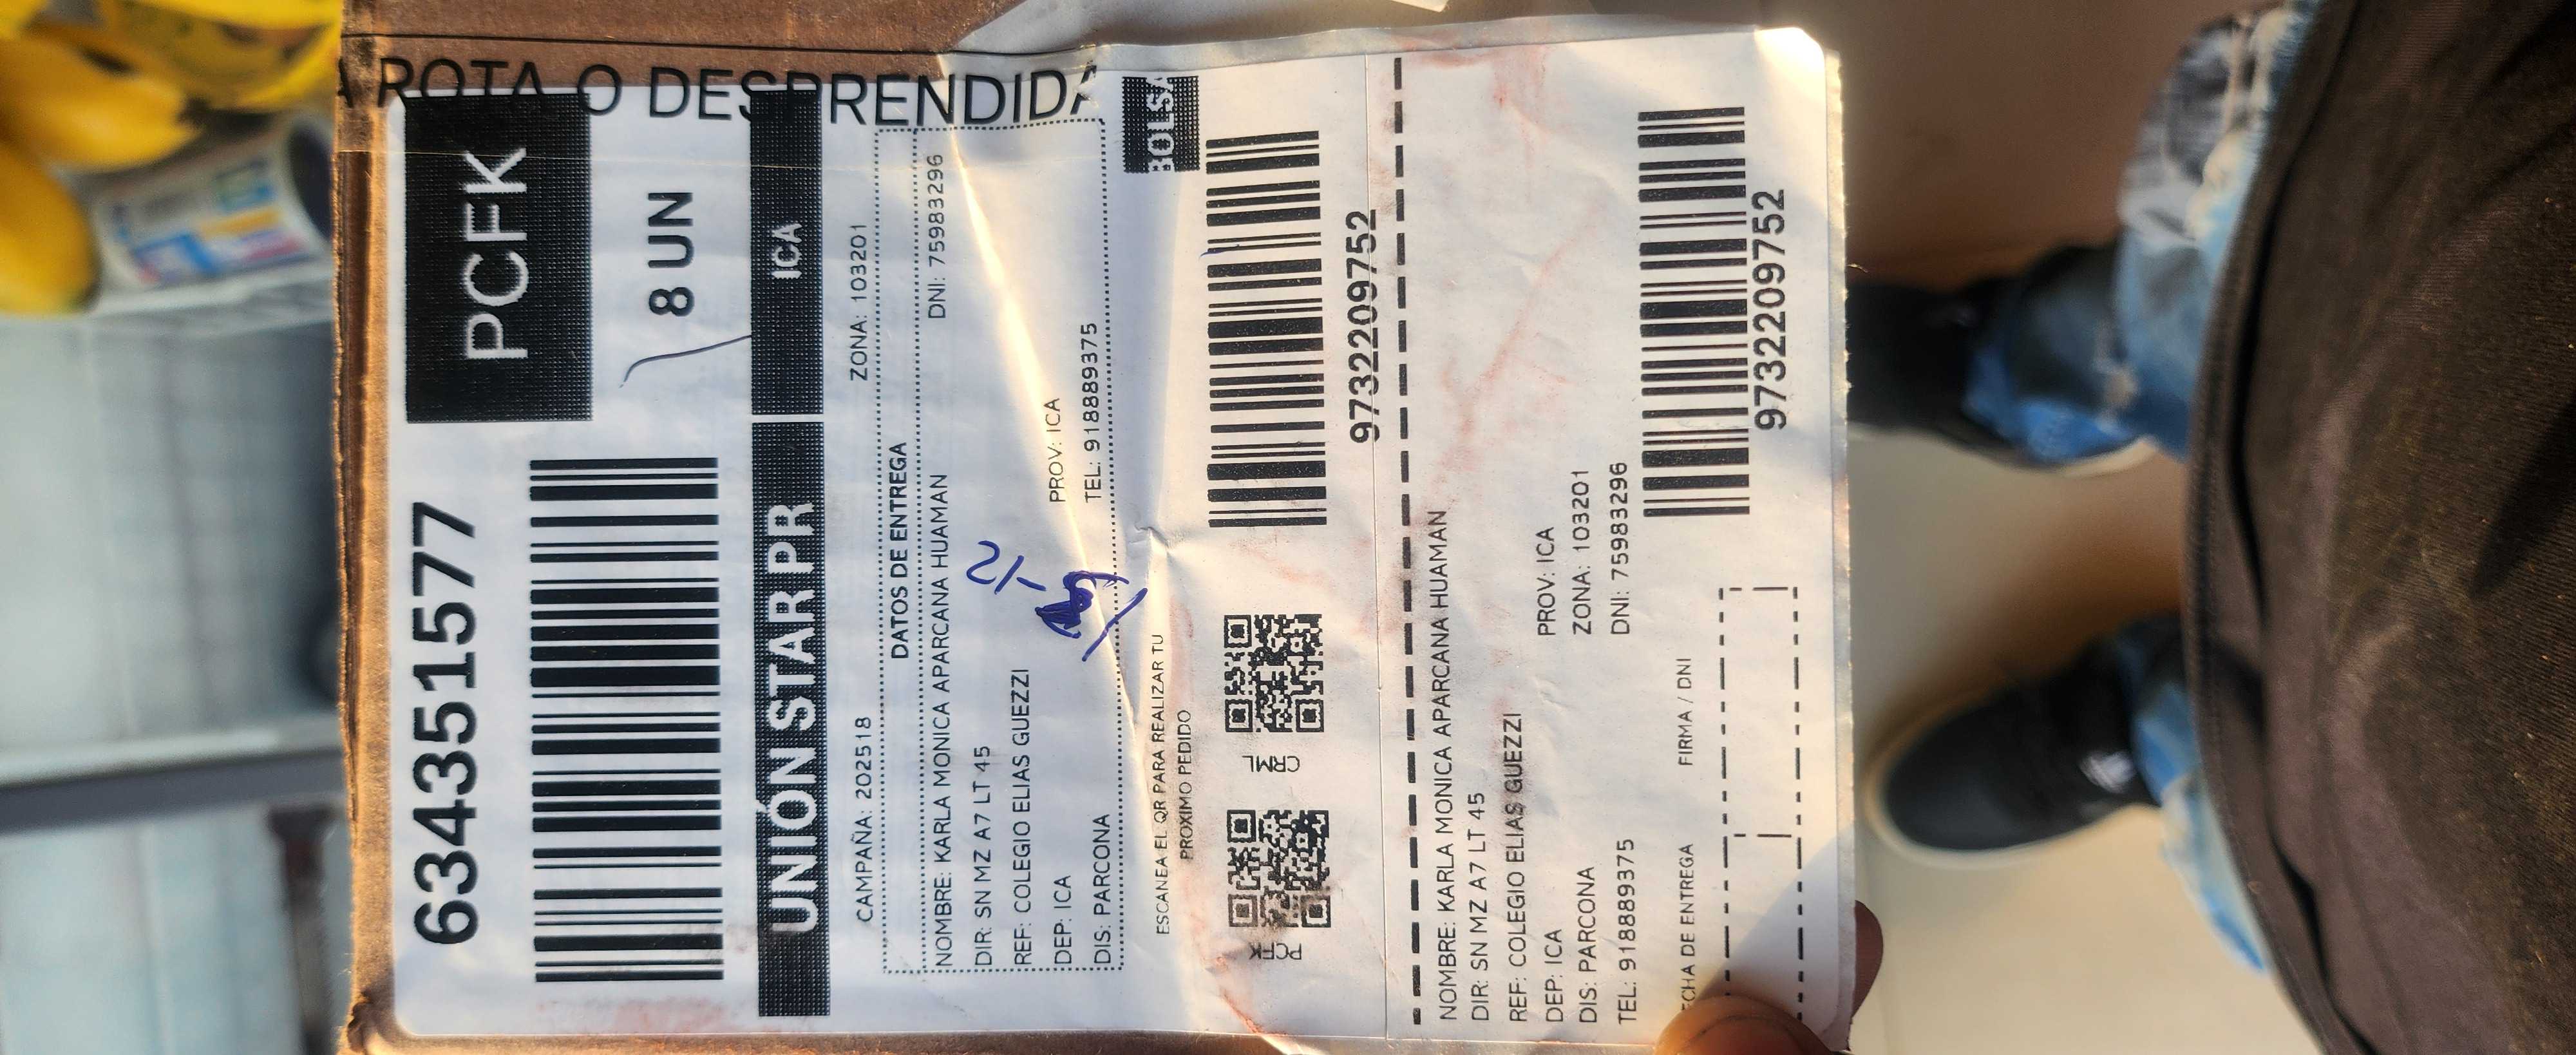 A ROTA O DESPRENDIDA
634351577
PCFK
8 UN
UNIÓN STAR PR
ICA
CAMPAÑA: 202518
ZONA: 103201
DATOS DE ENTREGA
NOMBRE: KARLA MONICA APARCANA HUAMAN
DNI: 75983296
DIR: SN MZ A7 LT 45
REF: COLEGIO ELIAS GUEZZI
DEP: ICA
PROV: ICA
DIS: PARCONA
TEL: 918889375
21-
ESCANEA EL QR PARA REALIZAR TU
PROXIMO PEDIDO
BOLSA
PCFK
CRML
9732209752
NOMBRE: KARLA MONICA APARCANA HUAMAN
DIR: SN MZ A7 LT 45
REF: COLEGIO ELIAS GUEZZI
DEP: ICA
PROV: ICA
DIS: PARCONA
ZONA: 103201
TEL: 918889375
DNI: 75983296
ECHA DE ENTREGA
FIRMA / DNI
9732209752